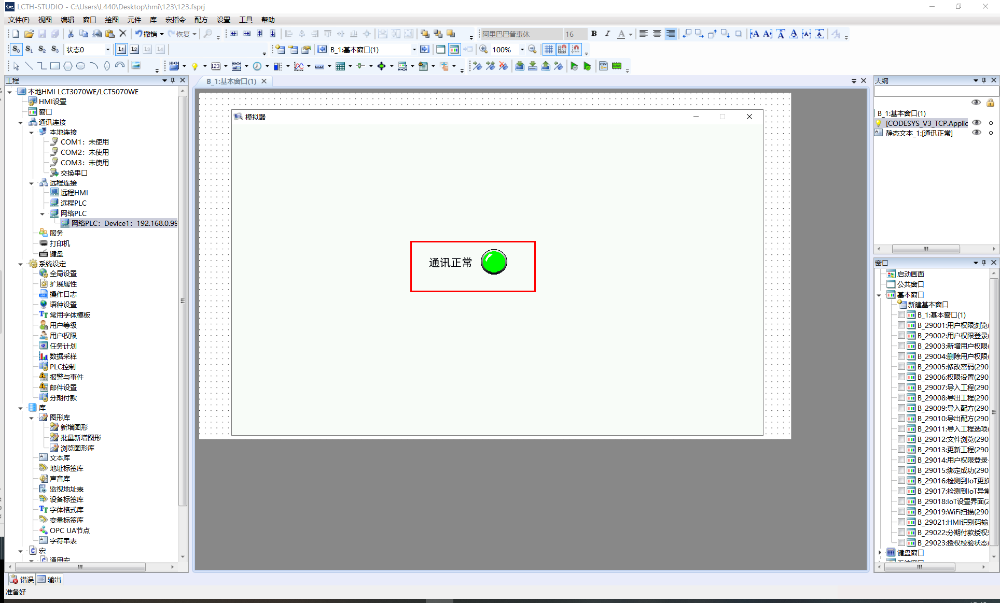 LCTH-STUDIO - C:\Users\L440\Desktop\hmi\123\123.fsprj
文件(F) 视图 编辑 窗口 绘图 元件 库 宏指令 配方 设置 工具 帮助
撤销 恢复 阿里巴巴普惠体 16 B I A
S0 S1 S2 S3 状态0 L1 L2 L3 L4 B_1:基本窗口(1) 100%
工程
本地HMI LCT3070WE/LCT5070WE
HMI设置
窗口
通讯连接
本地连接
COM1：未使用
COM2：未使用
COM3：未使用
交换串口
远程连接
远程HMI
远程PLC
网络PLC
网络PLC：Device1：192.168.0.99
服务
打印机
键盘
系统设定
全局设置
扩展属性
操作日志
语种设置
常用字体模板
用户等级
用户权限
任务计划
数据采样
PLC控制
报警与事件
邮件设置
分期付款
库
图形库
新增图形
批量新增图形
浏览图形库
文本库
地址标签库
声音库
监视地址表
设备标签库
字体格式库
变量标签库
OPC UA节点
字符串表
宏
通用宏
B_1:基本窗口(1)
模拟器
通讯正常
大纲
B_1:基本窗口(1)
[CODESYS_V3_TCP.Applic
静态文本_1:[通讯正常]
窗口
启动画面
公共窗口
基本窗口
新建基本窗口
B_1:基本窗口(1)
B_29001:用户权限浏览(
B_29002:用户权限登录(
B_29003:新增用户权限(
B_29004:删除用户权限(
B_29005:修改密码(290
B_29006:权限设置(290
B_29007:导入工程(290
B_29008:导出工程(290
B_29009:导入配方(290
B_29010:导出配方(290
B_29011:导入工程选项(
B_29012:文件浏览(290
B_29013:更新工程(290
B_29014:用户权限登录-
B_29015:绑定成功(290
B_29016:检测到IoT更换
B_29017:检测到IoT异常
B_29018:IoT设置界面(2
B_29019:WiFi扫描(290
B_29021:HMI识别码输
B_29022:分期付款授权
B_29023:授权校验状态(
键盘窗口
错误 输出
准备好